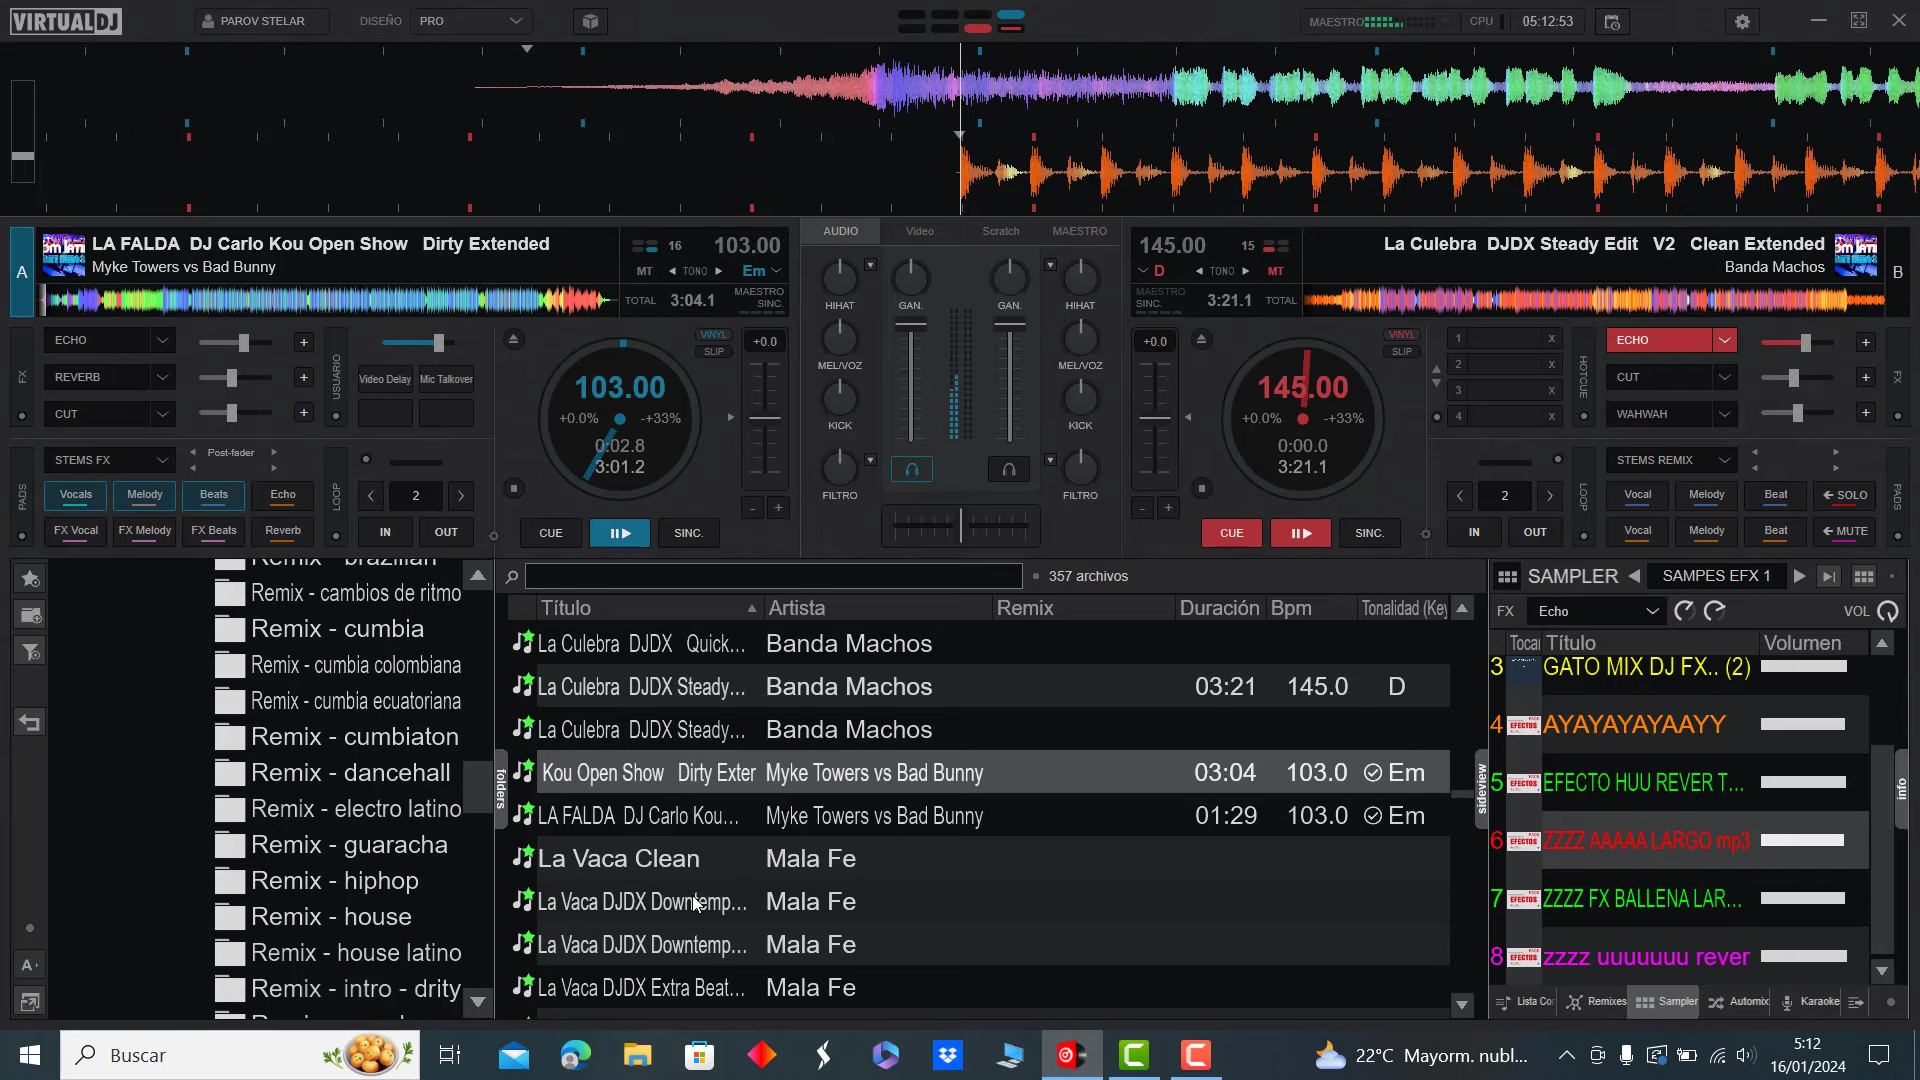 VIRTUALDJ
PAROV STELAR
DISEÑO
PRO
MAESTRO
CPU
05:12:53
A
LA FALDA DJ Carlo Kou Open Show Dirty Extended
Myke Towers vs Bad Bunny
16
103.00
MT
TONO
Em
TOTAL
3:04.1
MAESTRO
SINC.
AUDIO
Video
Scratch
MAESTRO
145.00
15
D
TONO
MT
MAESTRO
SINC.
3:21.1
TOTAL
La Culebra DJDX Steady Edit V2 Clean Extended
Banda Machos
B
FX
ECHO
REVERB
CUT
USUARIO
Video Delay
Mic Talkover
VINYL
SLIP
+0.0
103.00
+0.0%
-+33%
0:02.8
3:01.2
HIHAT
GAN.
GAN.
HIHAT
MEL/VOZ
MEL/VOZ
KICK
KICK
FILTRO
FILTRO
+0.0
VINYL
SLIP
145.00
+0.0%
-+33%
0:00.0
3:21.1
1
x
2
x
3
x
4
x
HOTCUE
ECHO
CUT
WAHWAH
FX
PADS
STEMS FX
Post-fader
Vocals
Melody
Beats
Echo
FX Vocal
FX Melody
FX Beats
Reverb
LOOP
2
IN
OUT
CUE
SINC.
- +
- +
CUE
SINC.
2
IN
OUT
LOOP
STEMS REMIX
Vocal
Melody
Beat
SOLO
Vocal
Melody
Beat
MUTE
PADS
Remix - brazilian
Remix - cambios de ritmo
Remix - cumbia
Remix - cumbia colombiana
Remix - cumbia ecuatoriana
Remix - cumbiaton
Remix - dancehall
Remix - electro latino
Remix - guaracha
Remix - hiphop
Remix - house
Remix - house latino
Remix - intro - drity
A+
folders
357 archivos
Título
Artista
Remix
Duración
Bpm
Tonalidad (Key
La Culebra DJDX Quick... Banda Machos
La Culebra DJDX Steady... Banda Machos 03:21 145.0 D
La Culebra DJDX Steady... Banda Machos
Kou Open Show Dirty Exter Myke Towers vs Bad Bunny 03:04 103.0 Em
LA FALDA DJ Carlo Kou... Myke Towers vs Bad Bunny 01:29 103.0 Em
La Vaca Clean Mala Fe
La Vaca DJDX Downtemp... Mala Fe
La Vaca DJDX Downtemp... Mala Fe
La Vaca DJDX Extra Beat... Mala Fe
sideview
SAMPLER
SAMPES EFX 1
FX
Echo
VOL
Tocar
Título
Volumen
3 GATO MIX DJ FX.. (2)
4 AYAYAYAYAAYY
5 EFECTO HUU REVER T...
6 ZZZZ AAAAA LARGO mp3
7 ZZZZ FX BALLENA LAR...
8 zzzz uuuuuuu rever
info
Lista Co
Remixes
Sampler
Automix
Karaoke
Buscar
22°C Mayorm. nubl...
5:12
16/01/2024